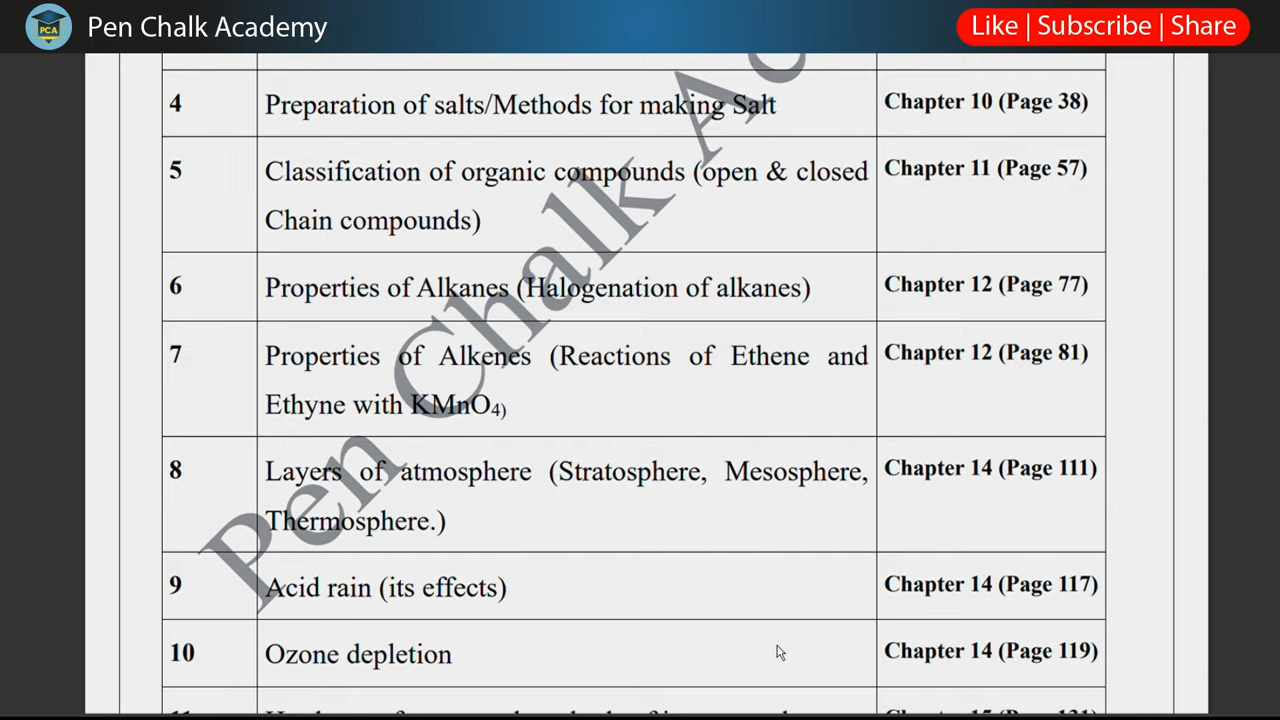 PCA
Pen Chalk Academy
Like | Subscribe | Share
4 Preparation of salts/Methods for making Salt Chapter 10 (Page 38)
5 Classification of organic compounds (open & closed Chapter 11 (Page 57)
Chain compounds)
6 Properties of Alkanes (Halogenation of alkanes) Chapter 12 (Page 77)
7 Properties of Alkenes (Reactions of Ethene and Chapter 12 (Page 81)
Ethyne with KMnO4)
8 Layers of atmosphere (Stratosphere, Mesosphere, Chapter 14 (Page 111)
Thermosphere.)
9 Acid rain (its effects) Chapter 14 (Page 117)
10 Ozone depletion Chapter 14 (Page 119)
Pen Chalk Ac